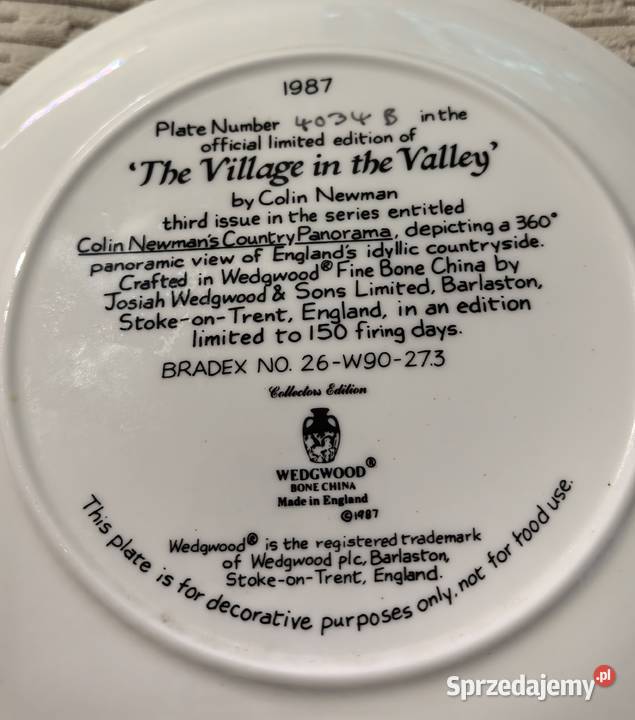 1987
Plate Number 4034 B in the
official limited edition of
'The Village in the Valley'
by Colin Newman
third issue in the series entitled
Colin Newman's Country Panorama, depicting a 360°
panoramic view of England's idyllic countryside.
Crafted in Wedgwood® Fine Bone China by
Josiah Wedgwood & Sons Limited, Barlaston,
Stoke-on-Trent, England, in an edition
limited to 150 firing days.
BRADEX NO. 26-W90-27.3
Collectors Edition
WEDGWOOD®
BONE CHINA
Made in England
©1987
Wedgwood® is the registered trademark
of Wedgwood plc, Barlaston,
Stoke-on-Trent, England.
This plate is for decorative purposes only, not for food use.
Sprzedajemy.pl